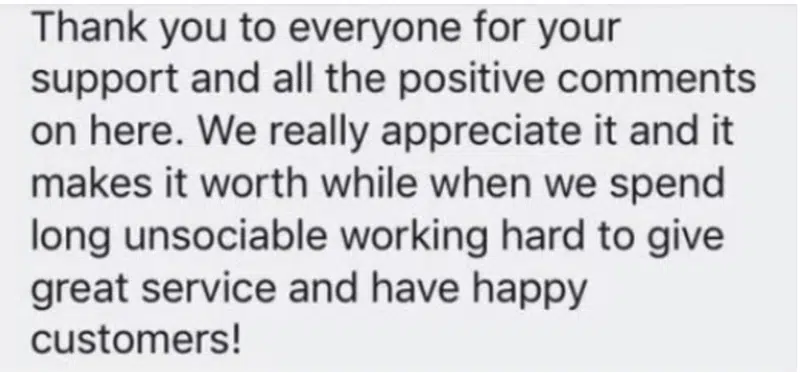 Thank you to everyone for your
support and all the positive comments
on here. We really appreciate it and it
makes it worth while when we spend
long unsociable working hard to give
great service and have happy
customers!